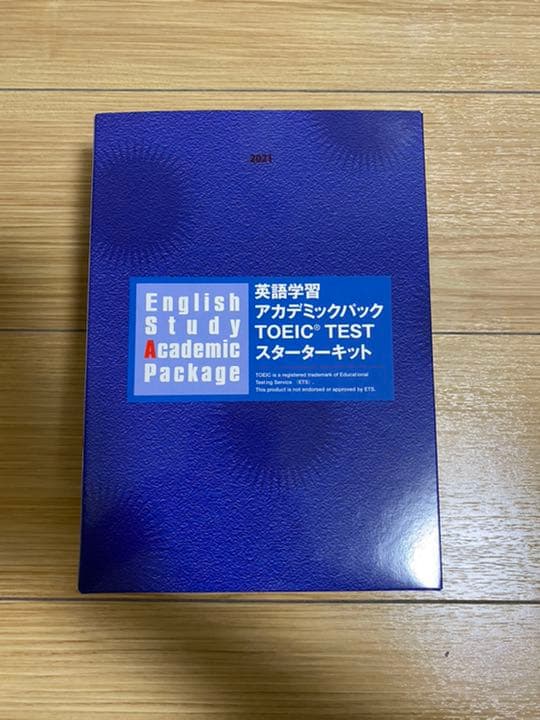 2021
English
Study
Academic
Package
英語学習
アカデミックパック
TOEIC® TEST
スターターキット
TOEIC is a registered trademark of Educational
Testing Service （ETS）.
This product is not endorsed or approved by ETS.